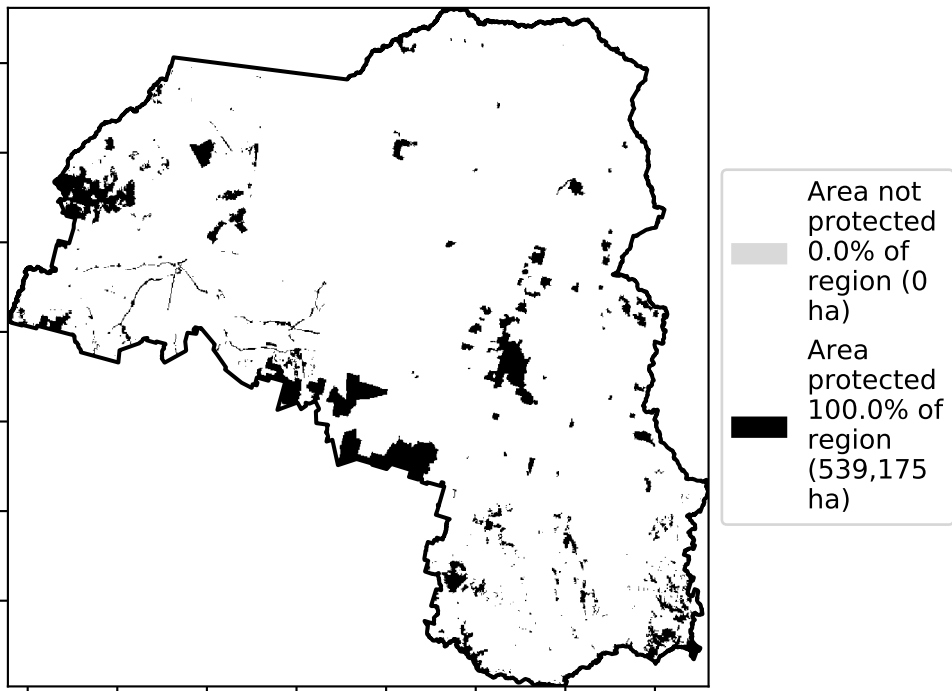 Area not
protected
0.0% of
region (0
ha)
Area
protected
100.0% of
region
(539,175
ha)